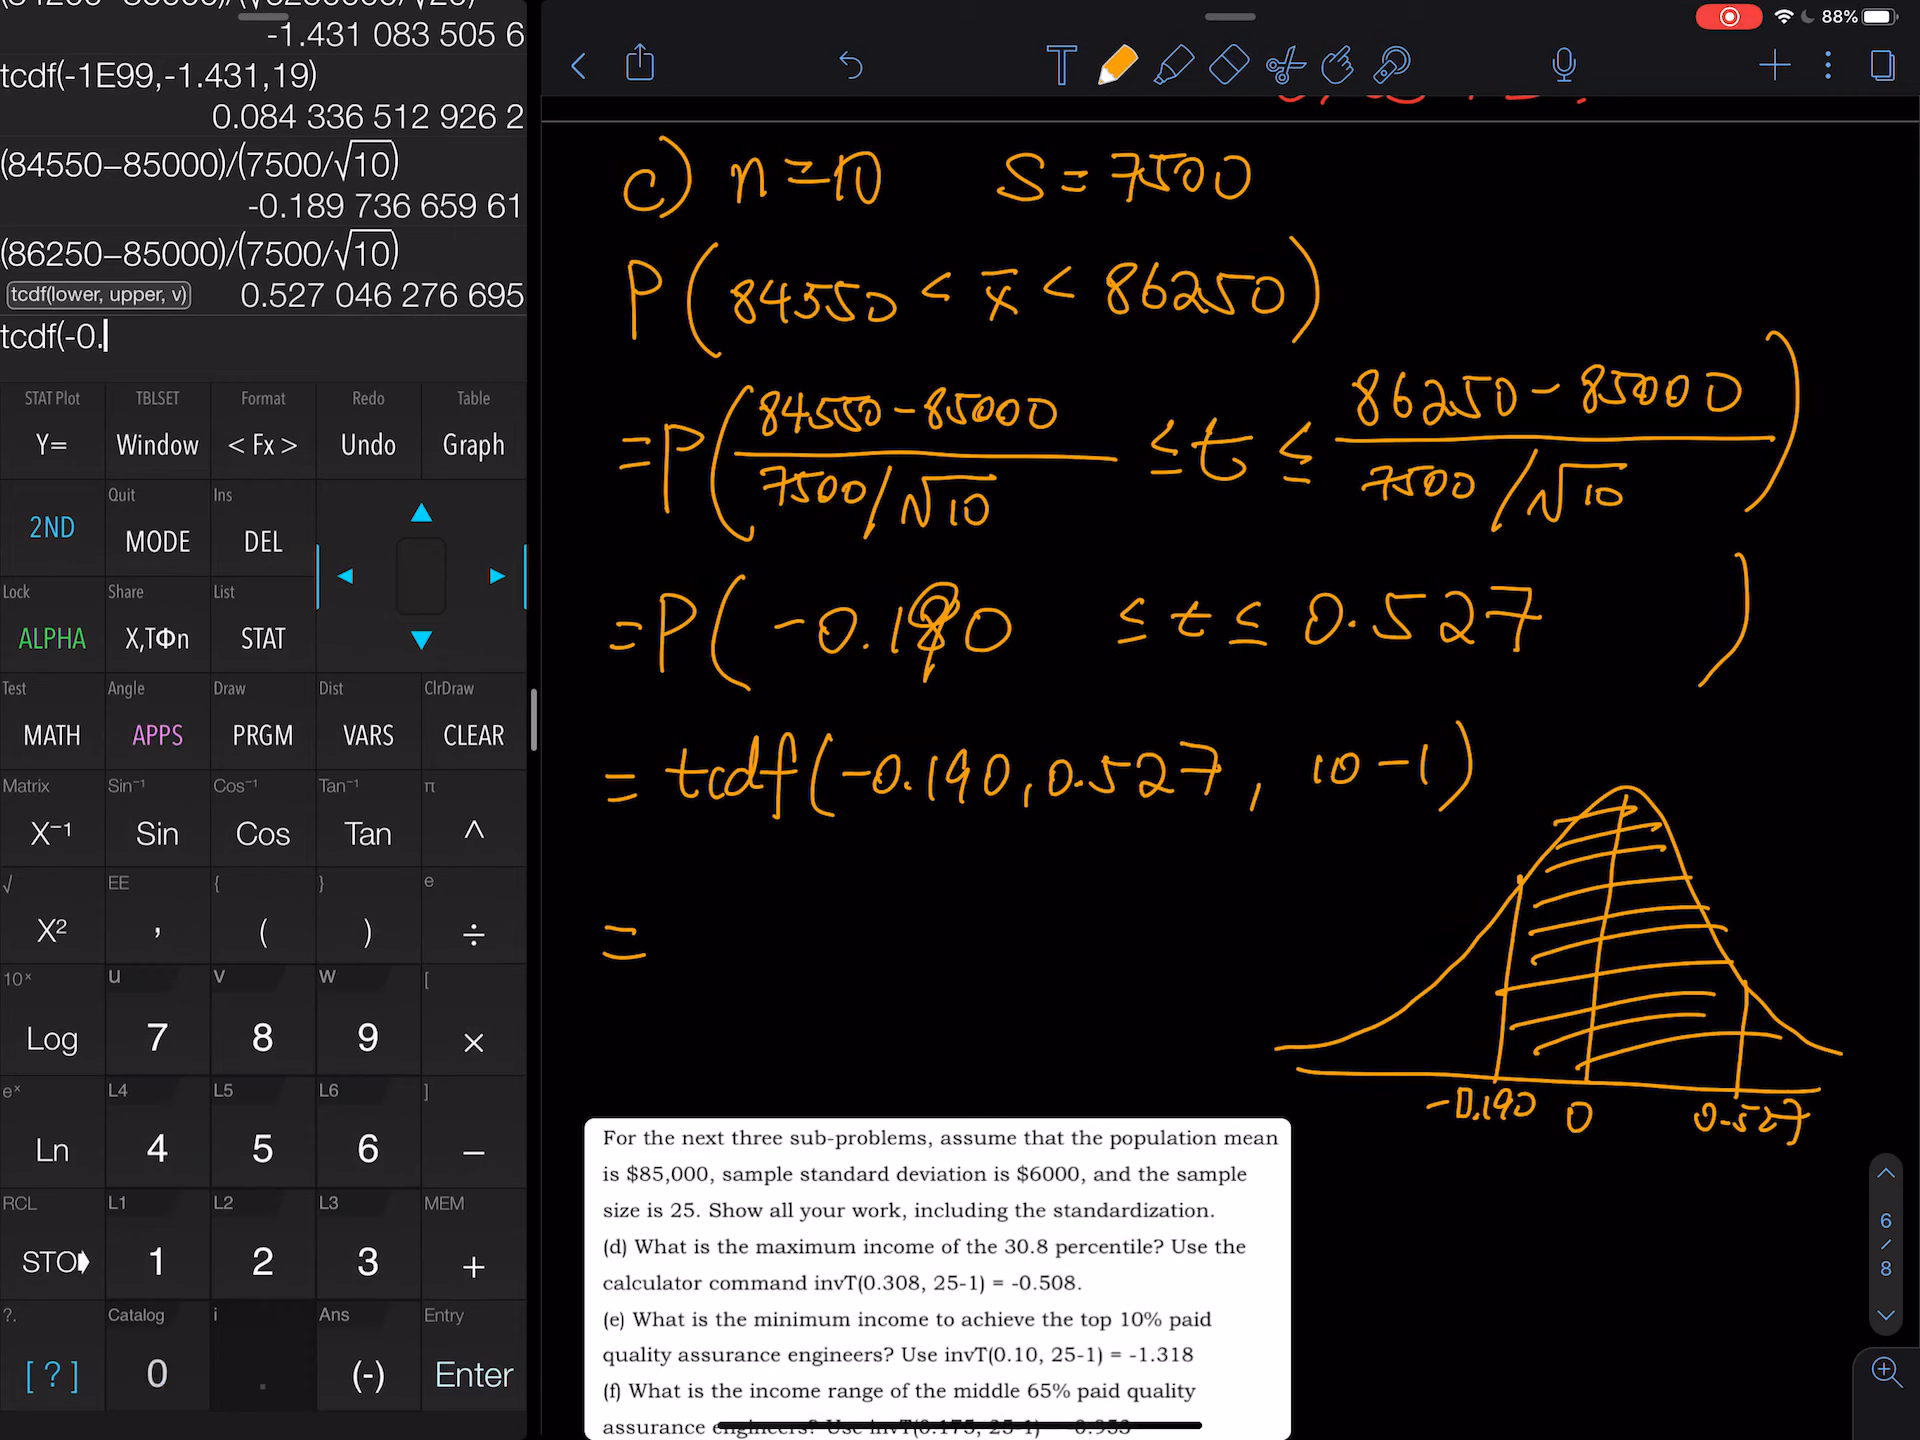 -1.431 083 505 6
tcdf(-1E99,-1.431,19)
0.084 336 512 926 2
(84550–85000)/(7500/√10)
-0.189 736 659 61
(86250–85000)/(7500/√10)
tcdf(lower, upper, v) 0.527 046 276 695
tcdf(-0.
STAT Plot TBLSET Format Redo Table
Y= Window < Fx > Undo Graph
Quit Ins
2ND MODE DEL
Lock Share List
ALPHA X,TΦn STAT
Test Angle Draw Dist ClrDraw
MATH APPS PRGM VARS CLEAR
Matrix Sin⁻¹ Cos⁻¹ Tan⁻¹ π
X⁻¹ Sin Cos Tan ^
√ EE { } e
X² , ( ) ÷
10ˣ u v w [
Log 7 8 9 ×
eˣ L4 L5 L6 ]
Ln 4 5 6 –
RCL L1 L2 L3 MEM
STO 1 2 3 +
?. Catalog i Ans Entry
[ ? ] 0 . (-) Enter
88%
T
c) n=10 S=7500
P(84550 < x̄ < 86250)
=P(84550-85000 / 7500/√10 ≤ t ≤ 86250-85000 / 7500/√10)
=P(-0.190 ≤ t ≤ 0.527)
= tcdf(-0.190, 0.527, 10-1)
=
-0.190 0 0.527
For the next three sub-problems, assume that the population mean
is $85,000, sample standard deviation is $6000, and the sample
size is 25. Show all your work, including the standardization.
(d) What is the maximum income of the 30.8 percentile? Use the
calculator command invT(0.308, 25-1) = -0.508.
(e) What is the minimum income to achieve the top 10% paid
quality assurance engineers? Use invT(0.10, 25-1) = -1.318
(f) What is the income range of the middle 65% paid quality
assurance engineers? Use invT(0.175, 25-1)
6
/
8